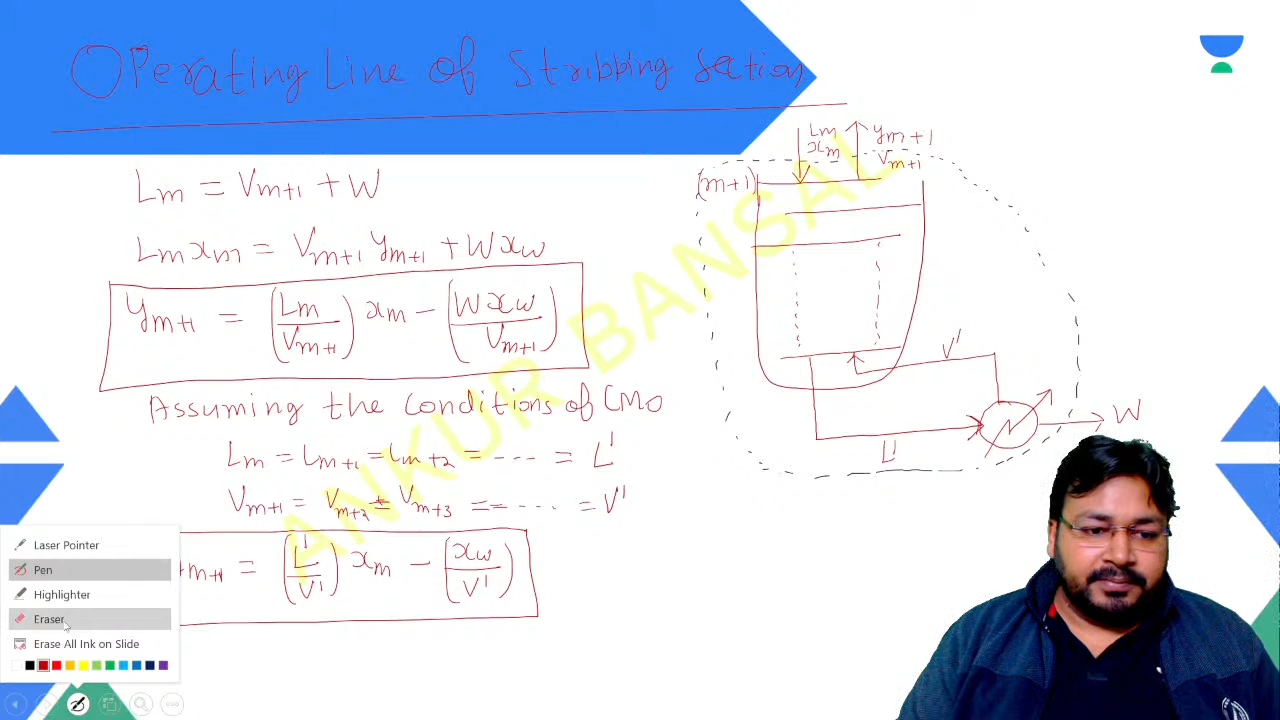 Operating Line of Stribbing section
Lm = Vm+1 + W
Lm xm = Vm+1 ym+1 + W xw
ym+1 = (Lm/Vm+1) xm − (W xw/Vm+1)
Assuming the conditions of CMO
Lm = Lm+1 = Lm+2 = ---- = L'
Vm+1 = Vm+2 = Vm+3 == ---- = V'
m+1 = (L'/V') xm − (xw/V')
Lm
xm
ym+1
Vm+1
(m+1)
V'
L'
W
ANKUR BANSAL
Laser Pointer
Pen
Highlighter
Eraser
Erase All Ink on Slide